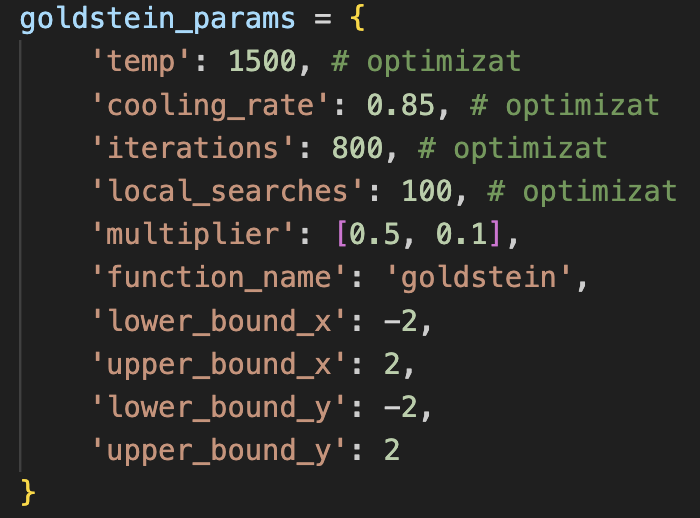 goldstein_params = {
'temp': 1500, # optimizat
'cooling_rate': 0.85, # optimizat
'iterations': 800, # optimizat
'local_searches': 100, # optimizat
'multiplier': [0.5, 0.1],
'function_name': 'goldstein',
'lower_bound_x': -2,
'upper_bound_x': 2,
'lower_bound_y': -2,
'upper_bound_y': 2
}